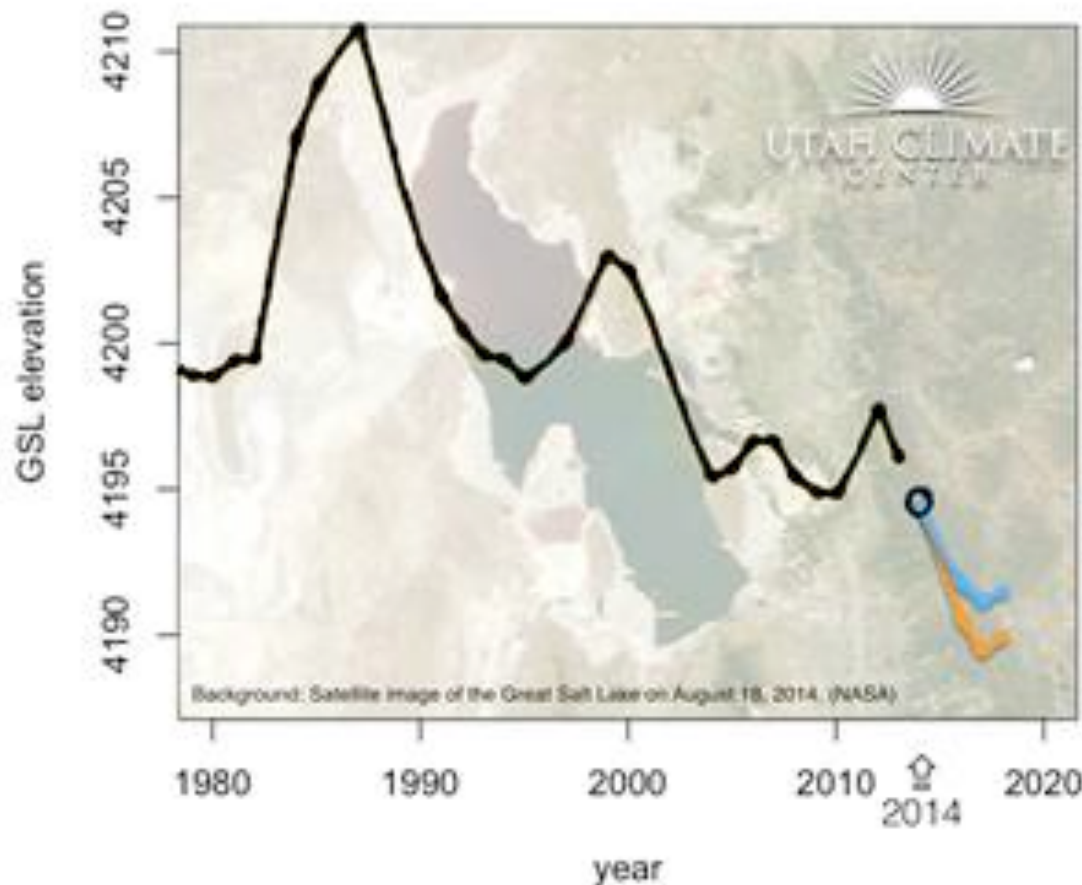 4210
4205
4200
4195
4190
GSL elevation
UTAH CLIMATE
CENTER
Background: Satellite image of the Great Salt Lake on August 18, 2014. (NASA)
1980 1990 2000 2010 2020
2014
year